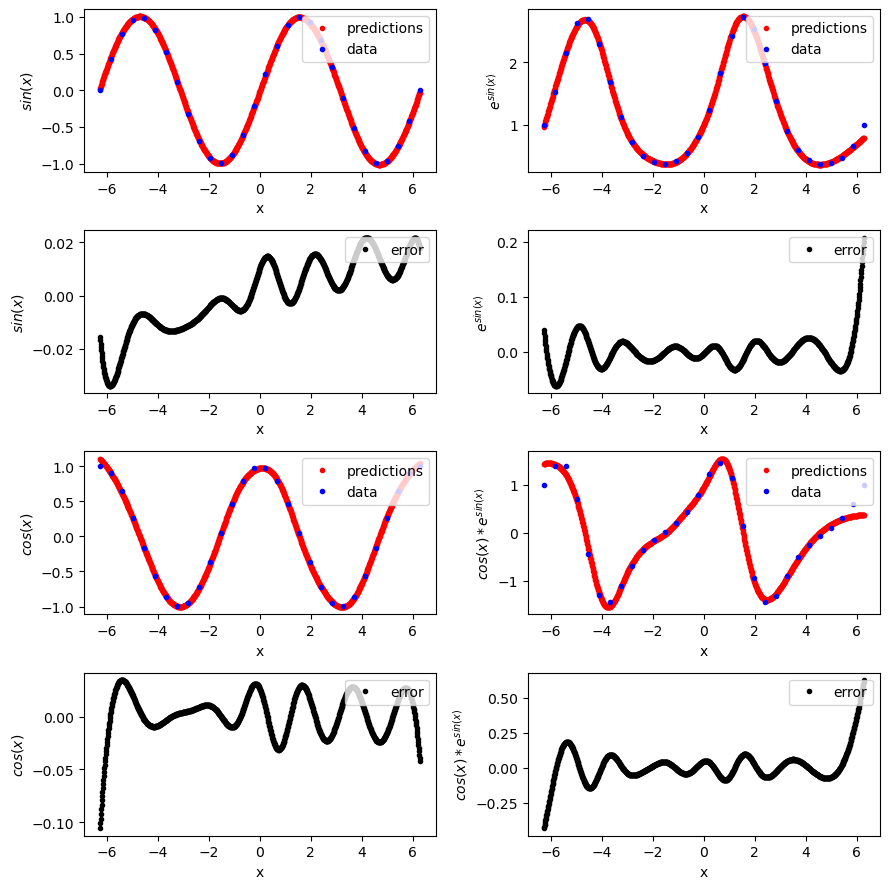 1.0
0.5
0.0
−0.5
−1.0
sin(x)
predictions
data
−6 −4 −2 0 2 4 6
x
2
1
e^{sin(x)}
predictions
data
−6 −4 −2 0 2 4 6
x
0.02
0.00
−0.02
sin(x)
error
−6 −4 −2 0 2 4 6
x
0.2
0.1
0.0
e^{sin(x)}
error
−6 −4 −2 0 2 4 6
x
1.0
0.5
0.0
−0.5
−1.0
cos(x)
predictions
data
−6 −4 −2 0 2 4 6
x
1
0
−1
cos(x) * e^{sin(x)}
predictions
data
−6 −4 −2 0 2 4 6
x
0.00
−0.05
−0.10
cos(x)
error
−6 −4 −2 0 2 4 6
x
0.50
0.25
0.00
−0.25
cos(x) * e^{sin(x)}
error
−6 −4 −2 0 2 4 6
x